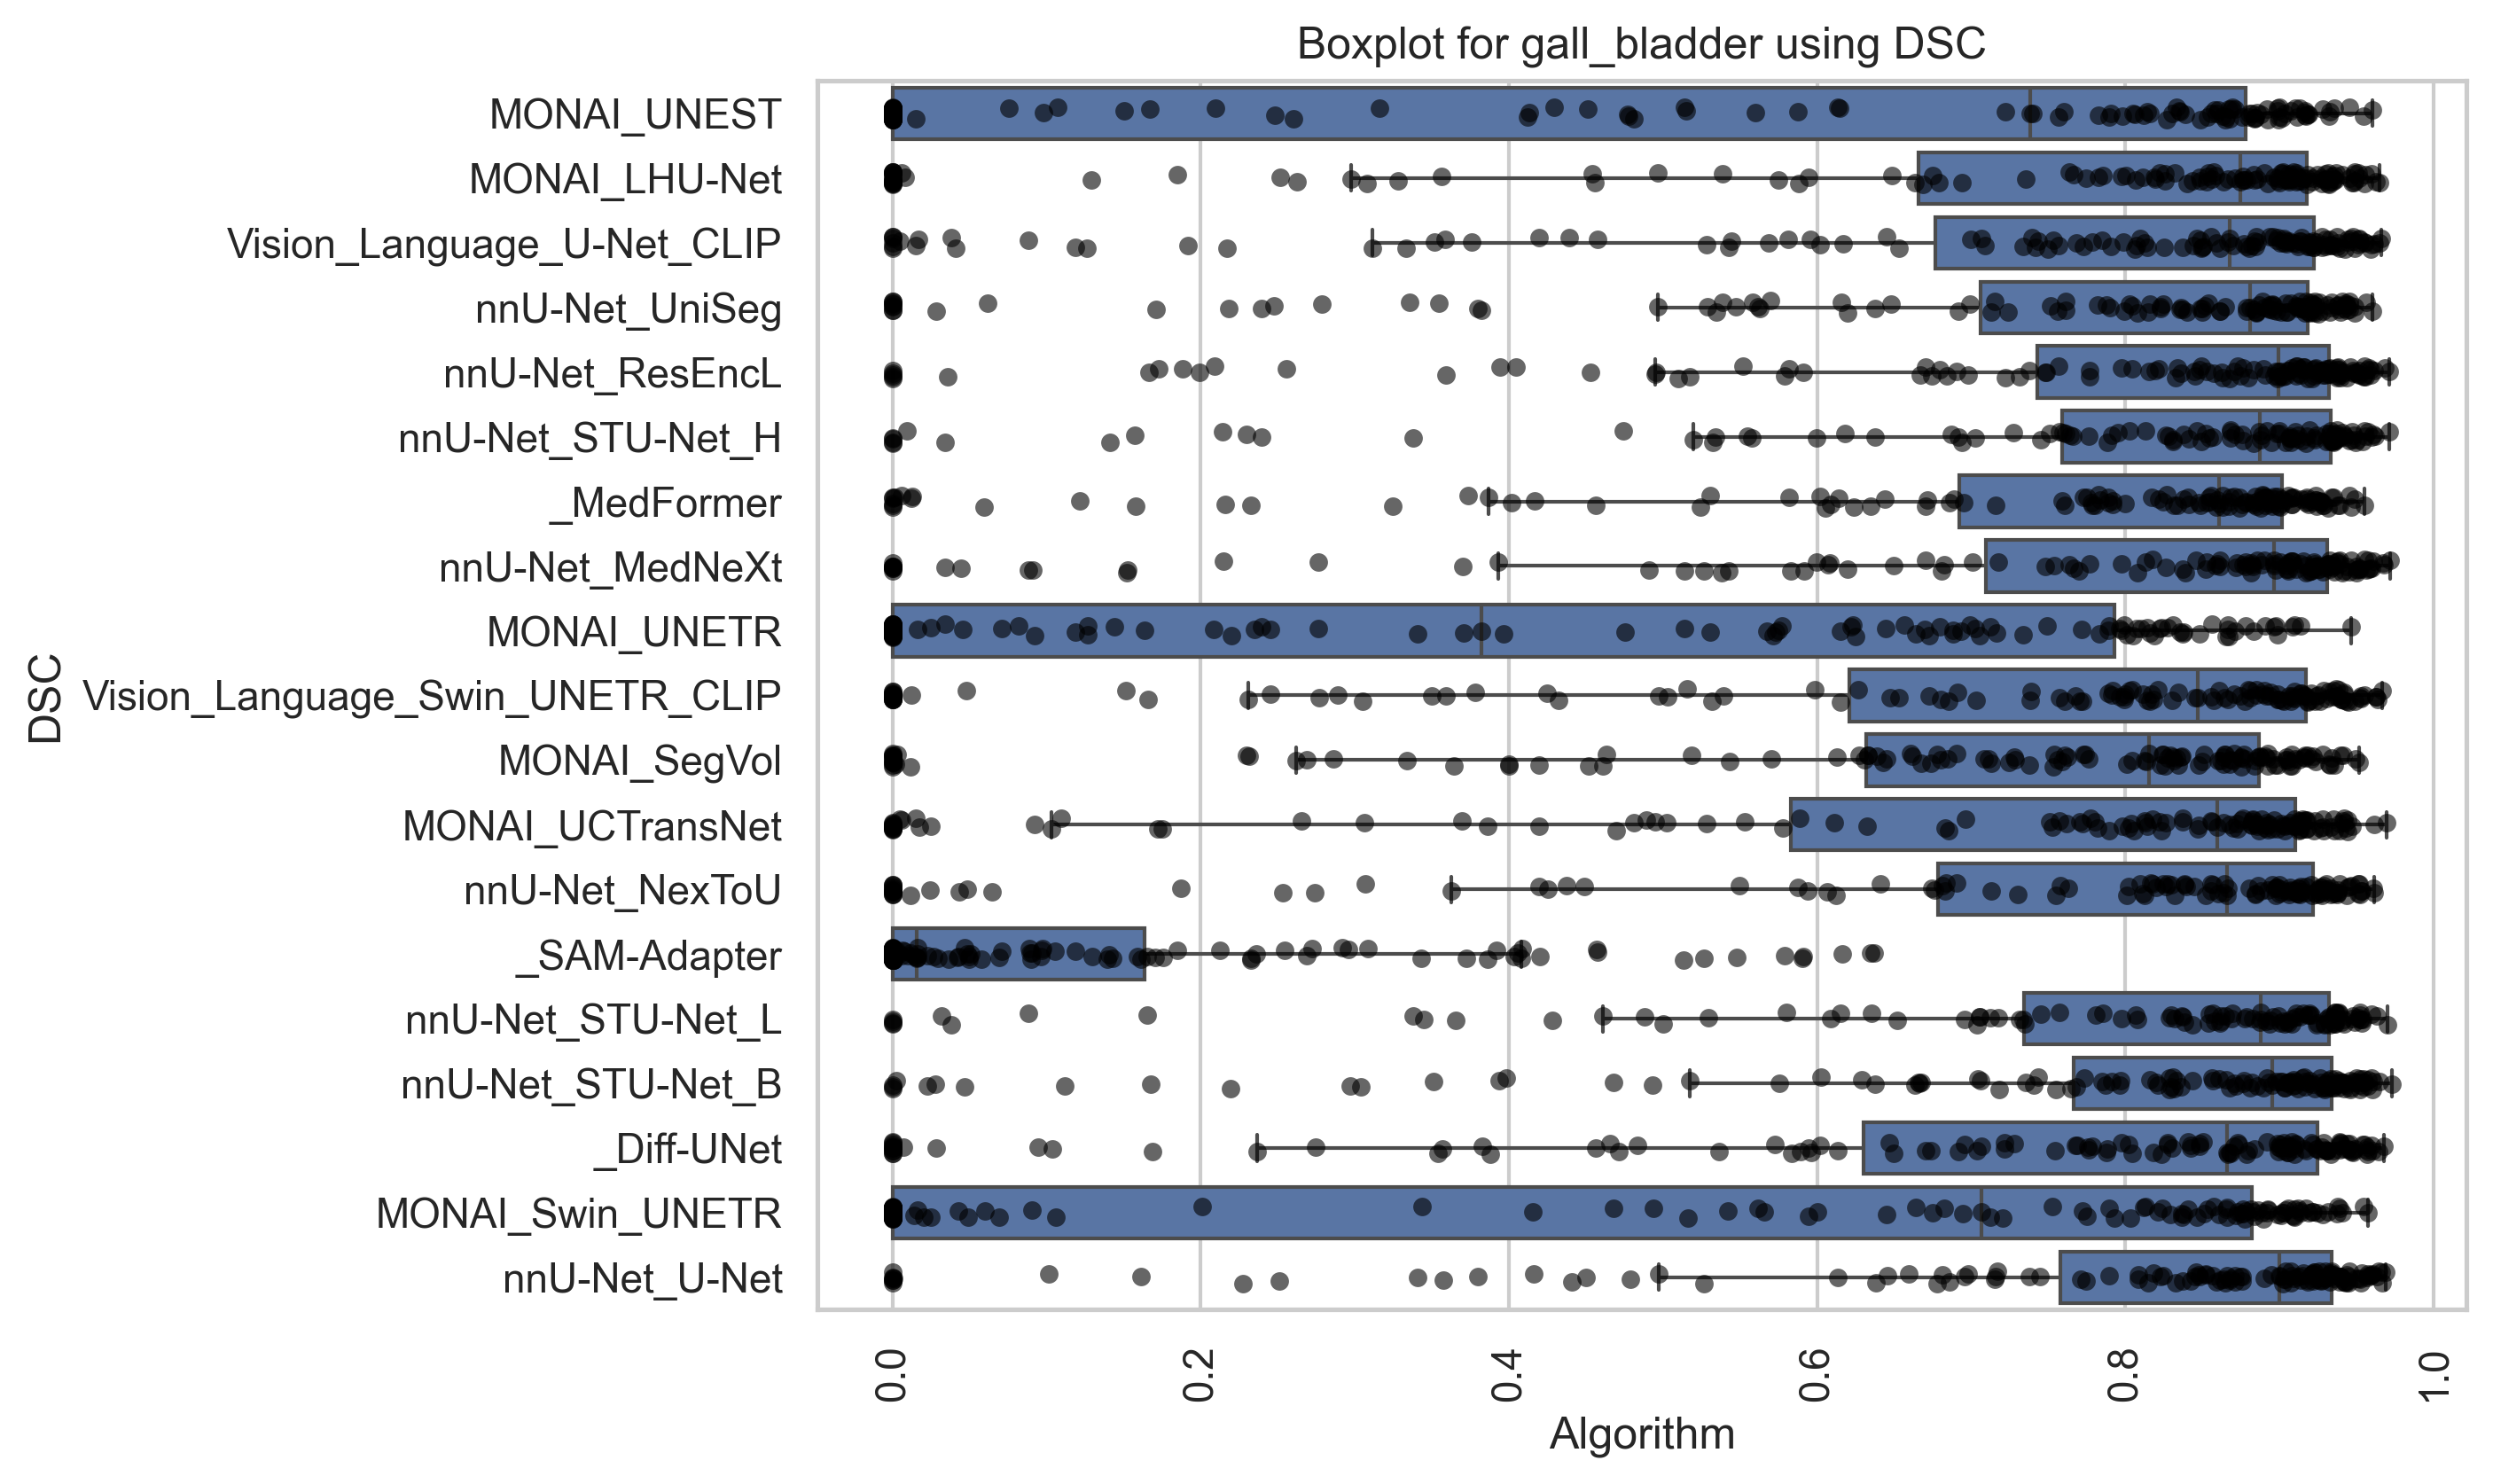 Boxplot for gall_bladder using DSC
MONAI_UNEST
MONAI_LHU-Net
Vision_Language_U-Net_CLIP
nnU-Net_UniSeg
nnU-Net_ResEncL
nnU-Net_STU-Net_H
_MedFormer
nnU-Net_MedNeXt
MONAI_UNETR
Vision_Language_Swin_UNETR_CLIP
MONAI_SegVol
MONAI_UCTransNet
nnU-Net_NexToU
_SAM-Adapter
nnU-Net_STU-Net_L
nnU-Net_STU-Net_B
_Diff-UNet
MONAI_Swin_UNETR
nnU-Net_U-Net
DSC
0.0
0.2
0.4
0.6
0.8
1.0
Algorithm